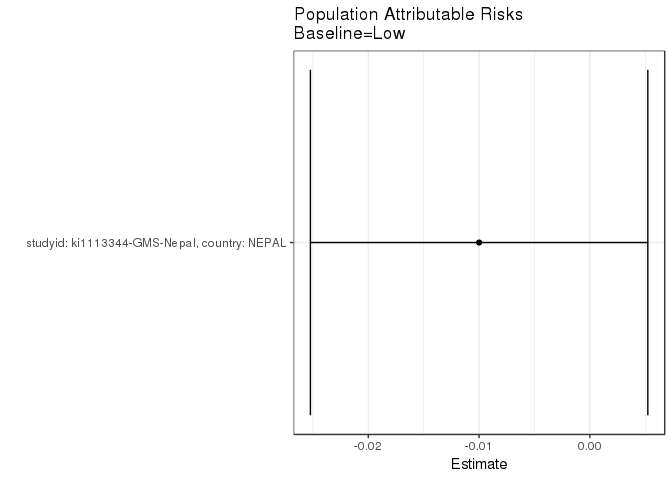 Population Attributable Risks
Baseline=Low
studyid: ki1113344-GMS-Nepal, country: NEPAL
-0.02
-0.01
0.00
Estimate